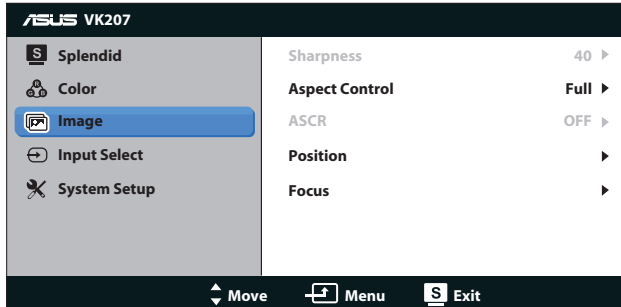 ASUS VK207
S Splendid
Color
Image
Input Select
System Setup
Sharpness 40
Aspect Control Full
ASCR OFF
Position
Focus
Move Menu S Exit